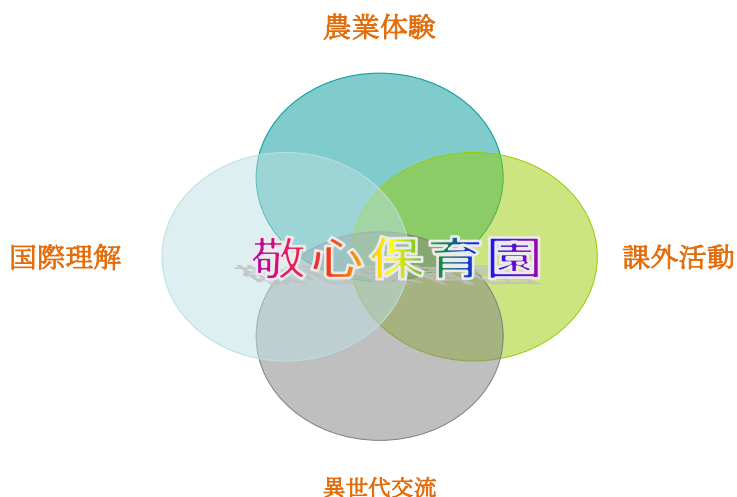 農業体験
国際理解
敬心保育園
課外活動
異世代交流